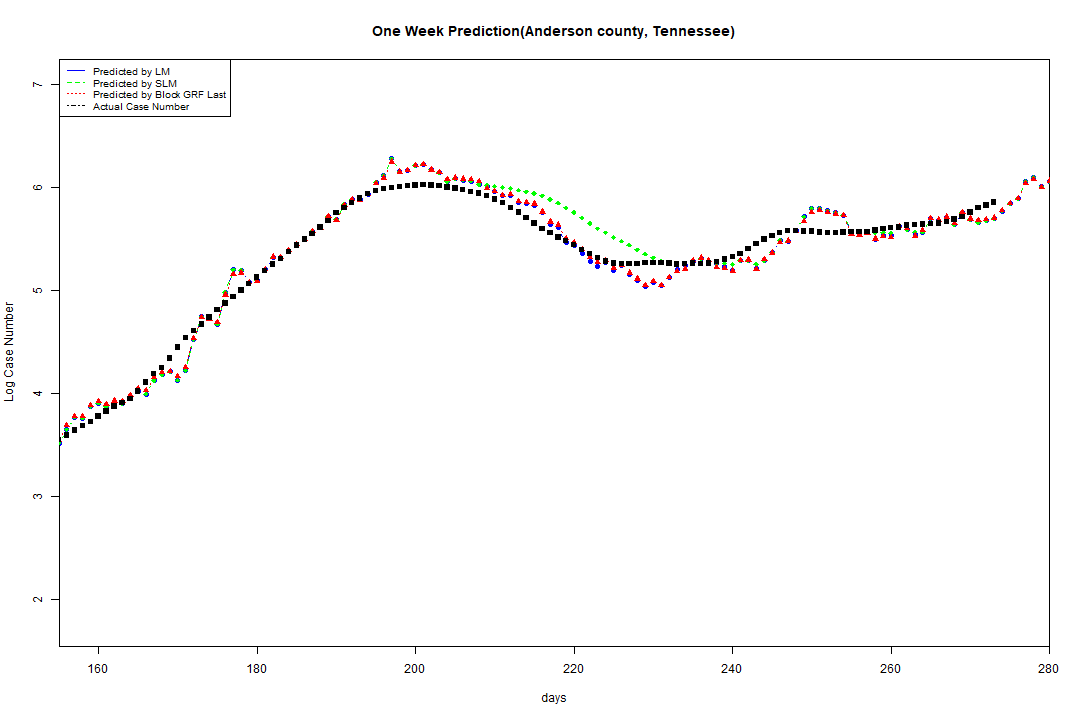 One Week Prediction(Anderson county, Tennessee)
Predicted by LM
Predicted by SLM
Predicted by Block GRF Last
Actual Case Number
7
6
5
4
3
2
Log Case Number
160 180 200 220 240 260 280
days